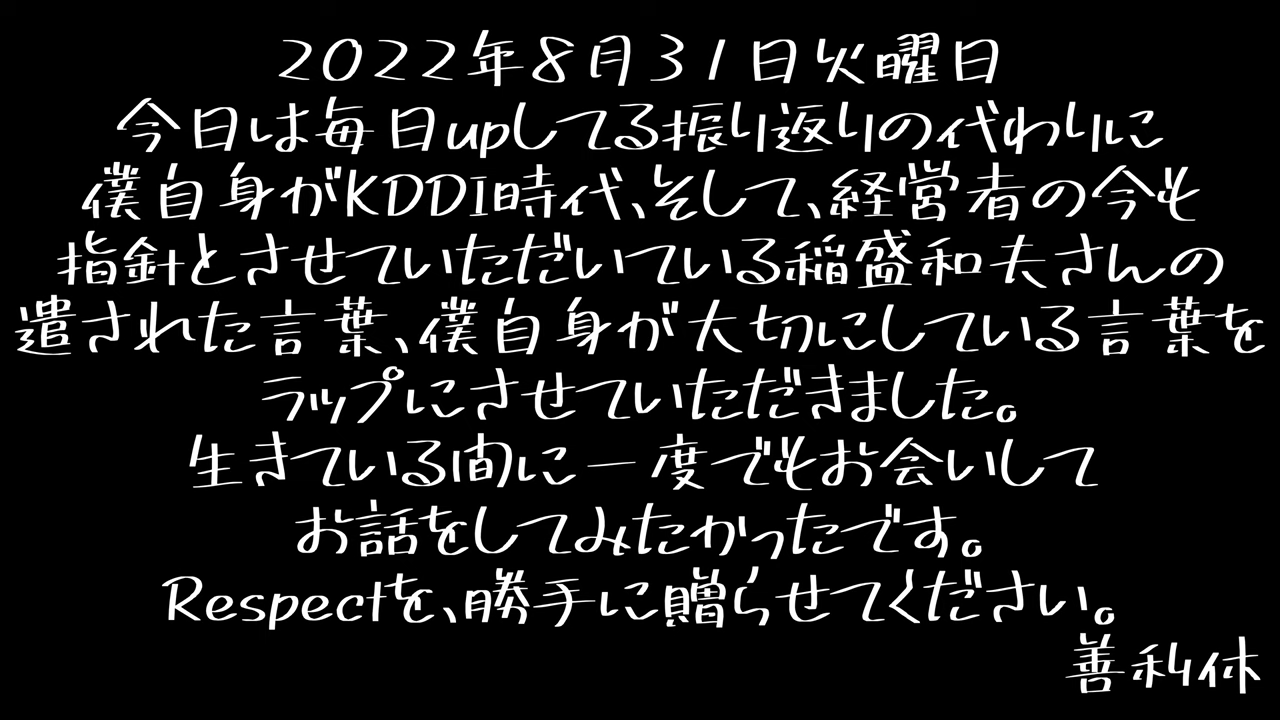 2022年8月31日火曜日
今日は毎日upしてる振り返りの代わりに
僕自身がKDDI時代、そして、経営者の今も
指針とさせていただいている稲盛和夫さんの
遺された言葉、僕自身が大切にしている言葉を
ラップにさせていただきました。
生きている間に一度でもお会いして
お話をしてみたかったです。
Respectを、勝手に贈らせてください。
善利休